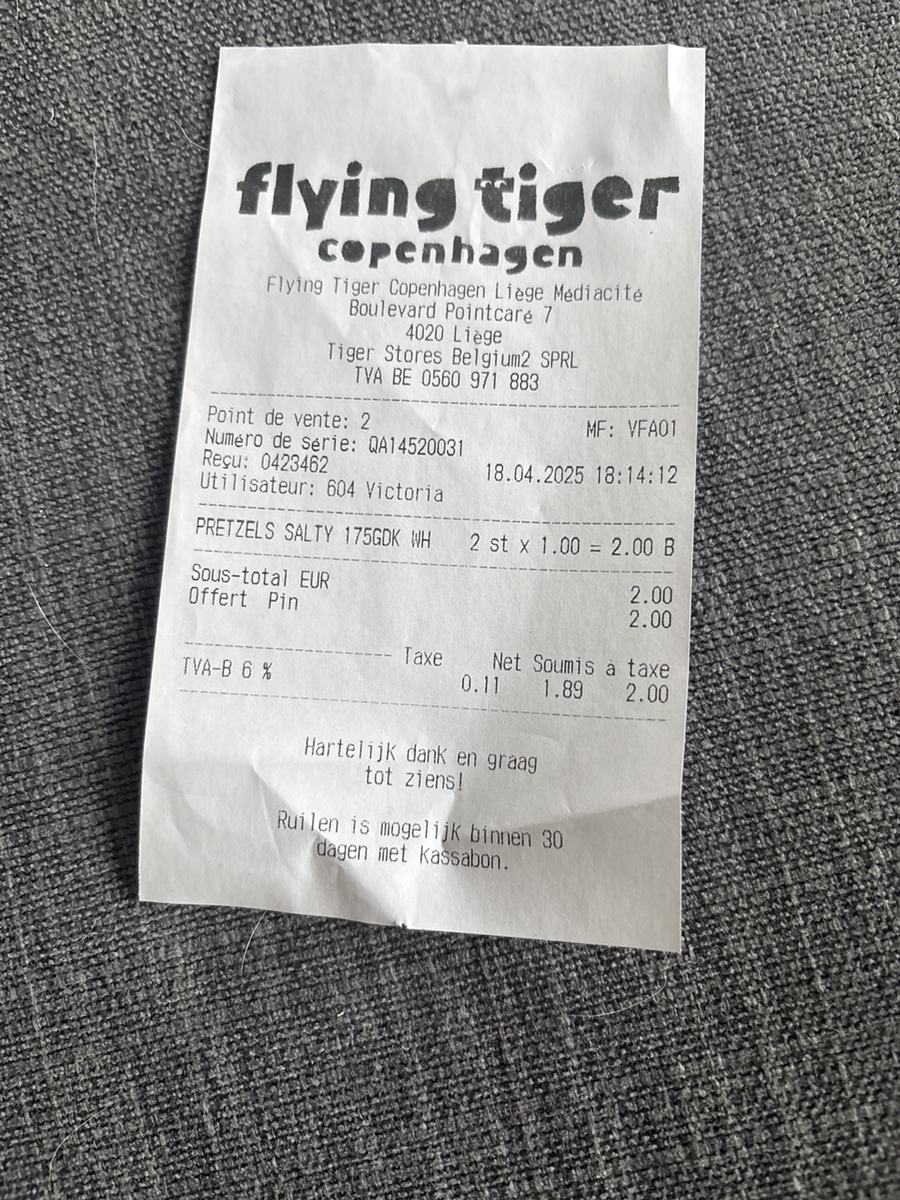 flying tiger
copenhagen
Flying Tiger Copenhagen Liège Médiacité
Boulevard Pointcaré 7
4020 Liège
Tiger Stores Belgium2 SPRL
TVA BE 0560 971 883
Point de vente: 2 MF: VFA01
Numéro de série: QA14520031
Reçu: 0423462 18.04.2025 18:14:12
Utilisateur: 604 Victoria
PRETZELS SALTY 175GDK WH 2 st x 1.00 = 2.00 B
Sous-total EUR 2.00
Offert Pin 2.00
Taxe Net Soumis à taxe
TVA-B 6 % 0.11 1.89 2.00
Hartelijk dank en graag
tot ziens!
Ruilen is mogelijk binnen 30
dagen met kassabon.